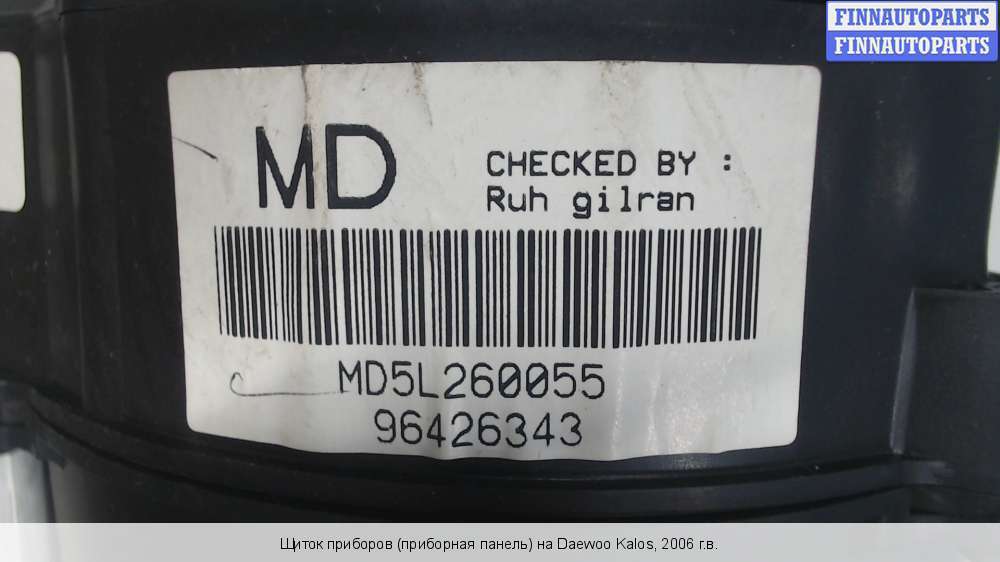 FINNAUTOPARTS
FINNAUTOPARTS
MD
CHECKED BY :
Ruh gilran
MD5L260055
96426343
Щиток приборов (приборная панель) на Daewoo Kalos, 2006 г.в.